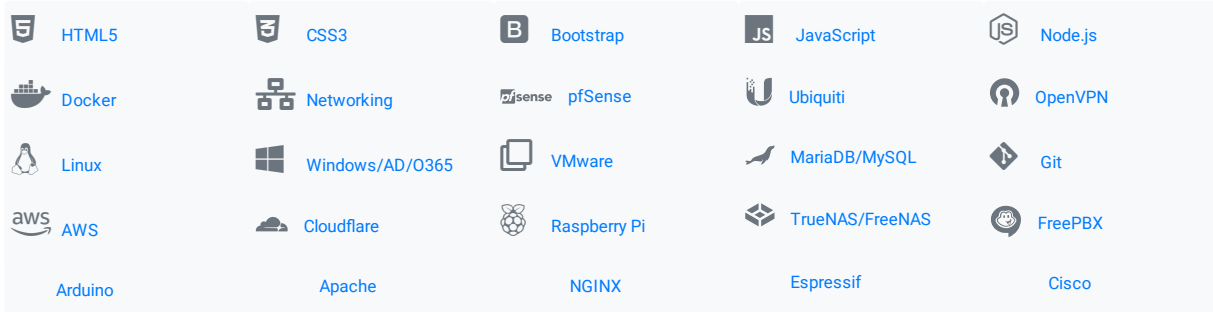 HTML5
CSS3
Bootstrap
JS
JavaScript
Node.js
Docker
Networking
pfsense
pfSense
Ubiquiti
OpenVPN
Linux
Windows/AD/O365
VMware
MariaDB/MySQL
Git
aws
AWS
Cloudflare
Raspberry Pi
TrueNAS/FreeNAS
FreePBX
Arduino
Apache
NGINX
Espressif
Cisco